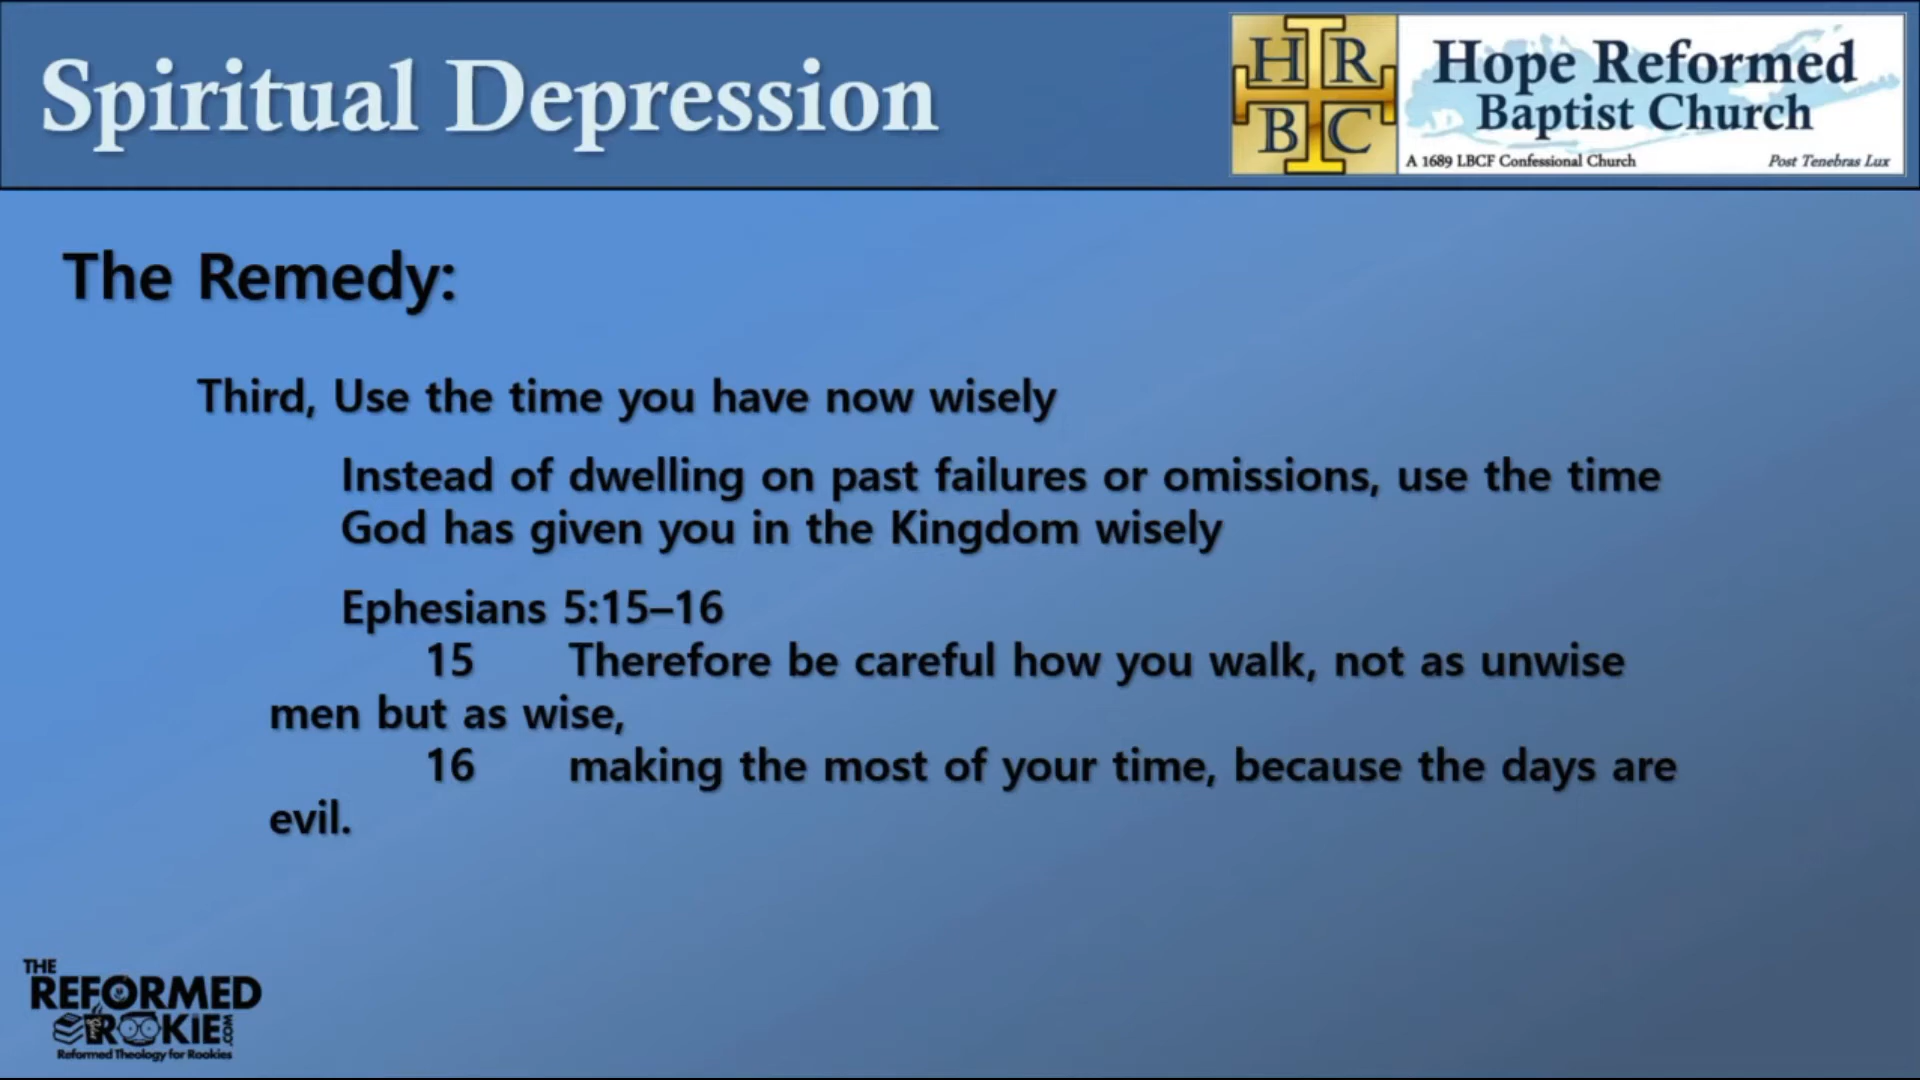 Spiritual Depression
H R
B C
Hope Reformed
Baptist Church
A 1689 LBCF Confessional Church
Post Tenebras Lux
The Remedy:
Third, Use the time you have now wisely
Instead of dwelling on past failures or omissions, use the time
God has given you in the Kingdom wisely
Ephesians 5:15–16
15 Therefore be careful how you walk, not as unwise
men but as wise,
16 making the most of your time, because the days are
evil.
THE
REFORMED
ROOKIE
Reformed Theology for Rookies